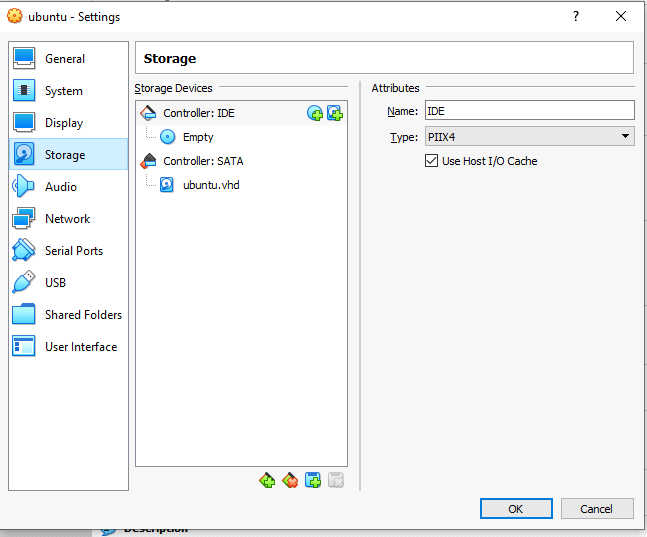 ubuntu - Settings
General
System
Display
Storage
Audio
Network
Serial Ports
USB
Shared Folders
User Interface
Storage
Storage Devices
Controller: IDE
Empty
Controller: SATA
ubuntu.vhd
Attributes
Name: IDE
Type: PIIX4
Use Host I/O Cache
OK Cancel
Description